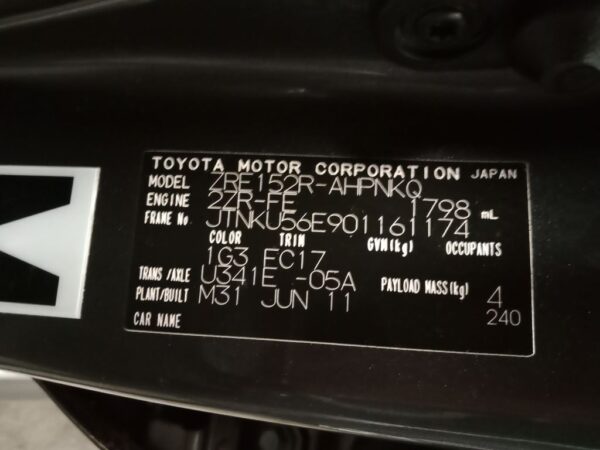 TOYOTA MOTOR CORPORATION JAPAN
MODEL ZRE152R-AHPNKQ
ENGINE 2ZR-FE 1798 mL
FRAME No JTNKU56E901161174
COLOR TRIM GVM(kg) OCCUPANTS
1G3 EC17
TRANS/AXLE U341E -05A PAYLOAD MASS(kg) 4
PLANT/BUILT M31 JUN 11 240
CAR NAME